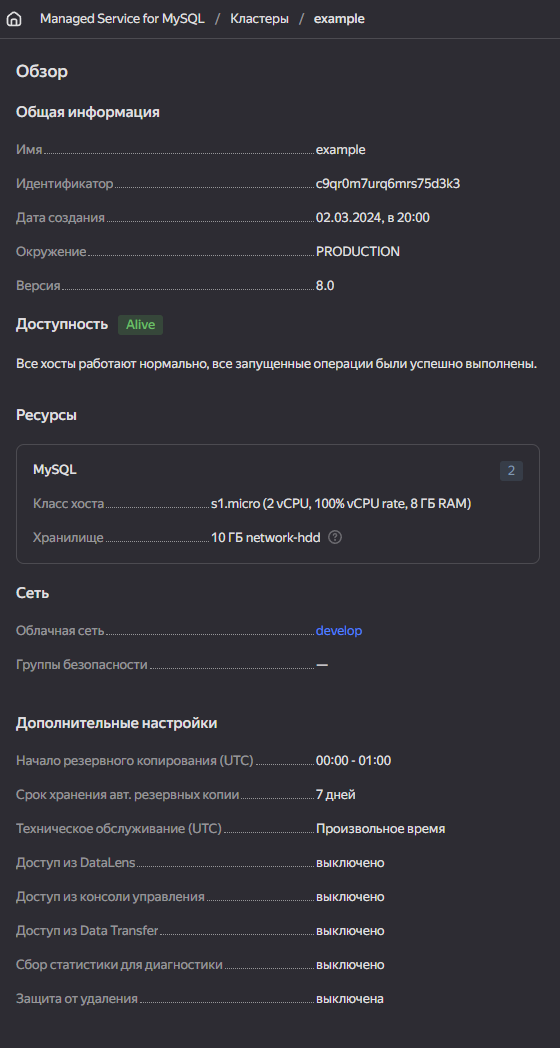 Managed Service for MySQL / Кластеры / example
Обзор
Общая информация
Имя example
Идентификатор c9qr0m7urq6mrs75d3k3
Дата создания 02.03.2024, в 20:00
Окружение PRODUCTION
Версия 8.0
Доступность Alive
Все хосты работают нормально, все запущенные операции были успешно выполнены.
Ресурсы
MySQL 2
Класс хоста s1.micro (2 vCPU, 100% vCPU rate, 8 ГБ RAM)
Хранилище 10 ГБ network-hdd ?
Сеть
Облачная сеть develop
Группы безопасности —
Дополнительные настройки
Начало резервного копирования (UTC) 00:00 - 01:00
Срок хранения авт. резервных копии 7 дней
Техническое обслуживание (UTC) Произвольное время
Доступ из DataLens выключено
Доступ из консоли управления выключено
Доступ из Data Transfer выключено
Сбор статистики для диагностики выключено
Защита от удаления выключена